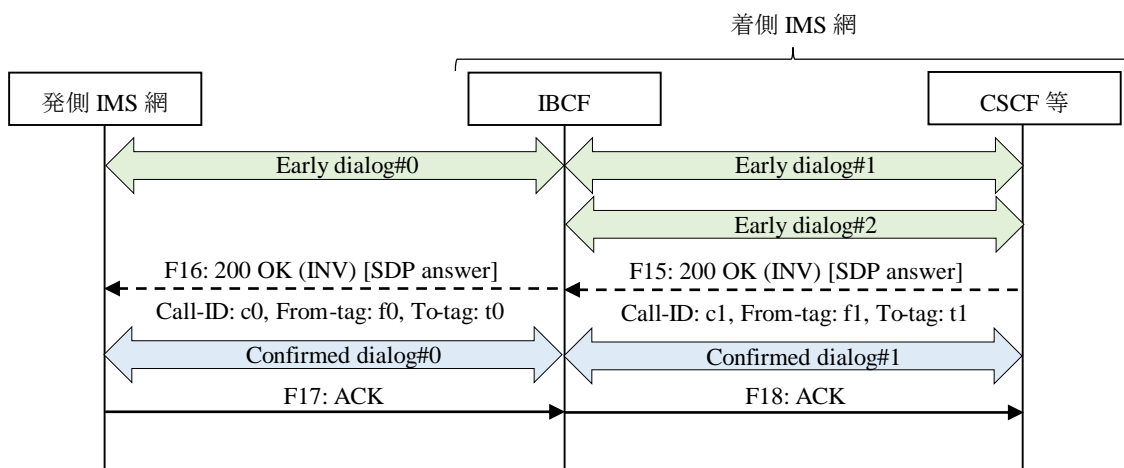 着側 IMS 網
発側 IMS 網
IBCF
CSCF 等
Early dialog#0
Early dialog#1
Early dialog#2
F16: 200 OK (INV) [SDP answer]
F15: 200 OK (INV) [SDP answer]
Call-ID: c0, From-tag: f0, To-tag: t0
Call-ID: c1, From-tag: f1, To-tag: t1
Confirmed dialog#0
Confirmed dialog#1
F17: ACK
F18: ACK